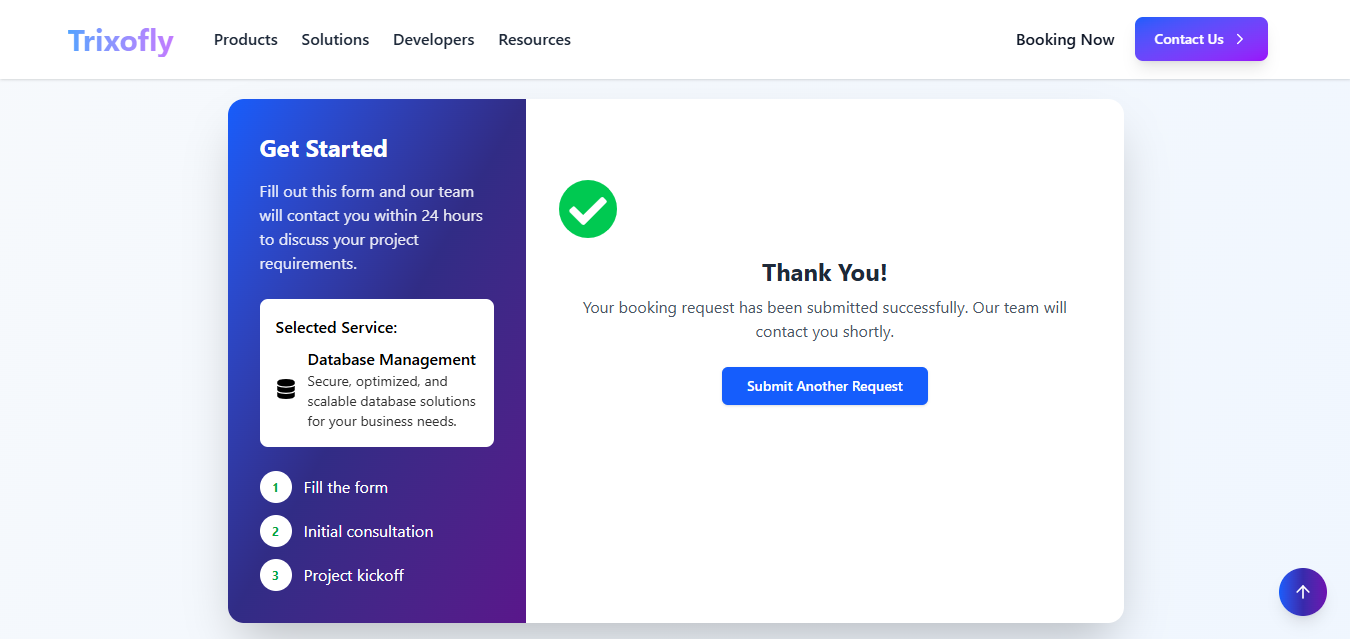 Trixofly
Products
Solutions
Developers
Resources
Booking Now
Contact Us
Get Started
Fill out this form and our team
will contact you within 24 hours
to discuss your project
requirements.
Selected Service:
Database Management
Secure, optimized, and
scalable database solutions
for your business needs.
1 Fill the form
2 Initial consultation
3 Project kickoff
Thank You!
Your booking request has been submitted successfully. Our team will
contact you shortly.
Submit Another Request